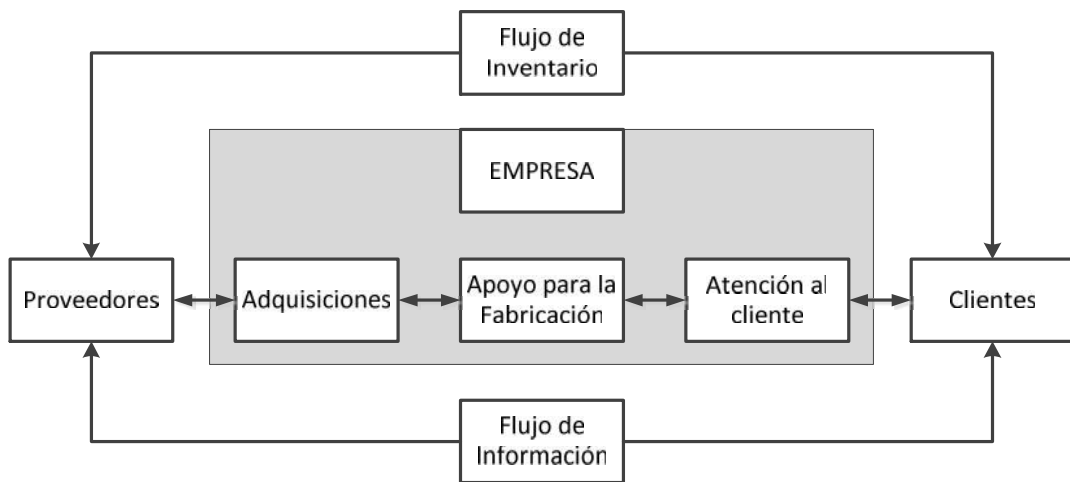 Flujo de
Inventario
EMPRESA
Proveedores
Adquisiciones
Apoyo para la
Fabricación
Atención al
cliente
Clientes
Flujo de
Información